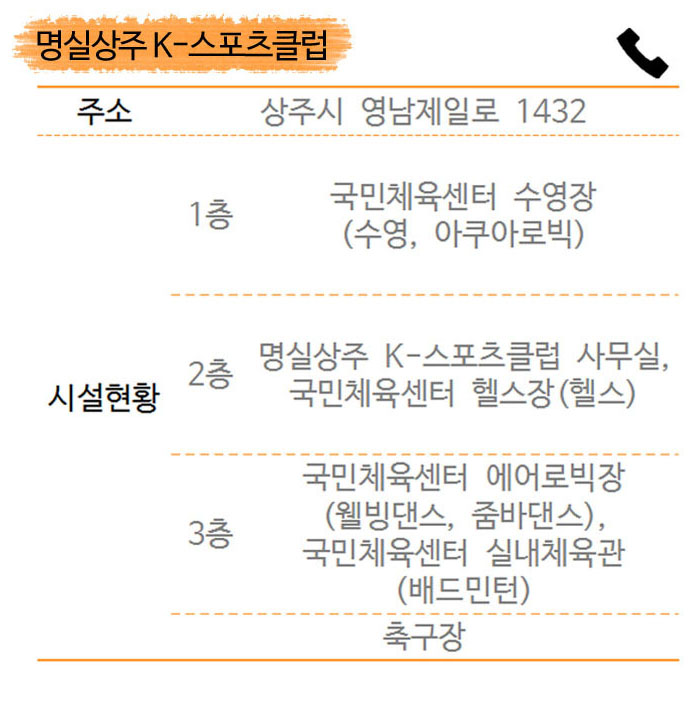 명실상주 K-스포츠클럽
주소 상주시 영남제일로 1432
시설현황
1층
국민체육센터 수영장
(수영, 아쿠아로빅)
2층
명실상주 K-스포츠클럽 사무실,
국민체육센터 헬스장(헬스)
3층
국민체육센터 에어로빅장
(웰빙댄스, 줌바댄스),
국민체육센터 실내체육관
(배드민턴)
축구장